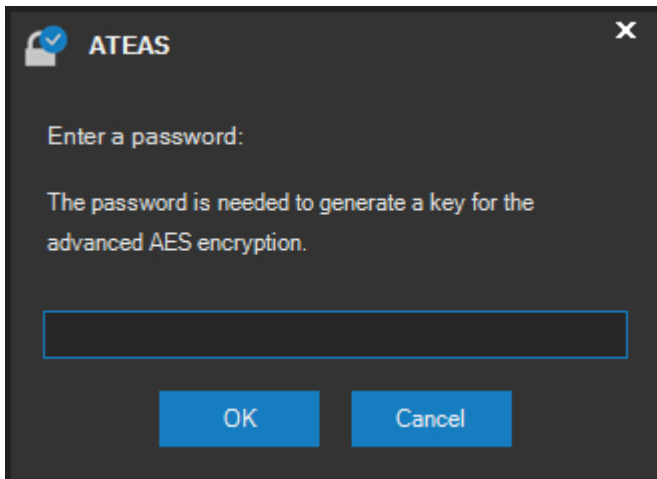 ATEAS
Enter a password:
The password is needed to generate a key for the
advanced AES encryption.
OK
Cancel